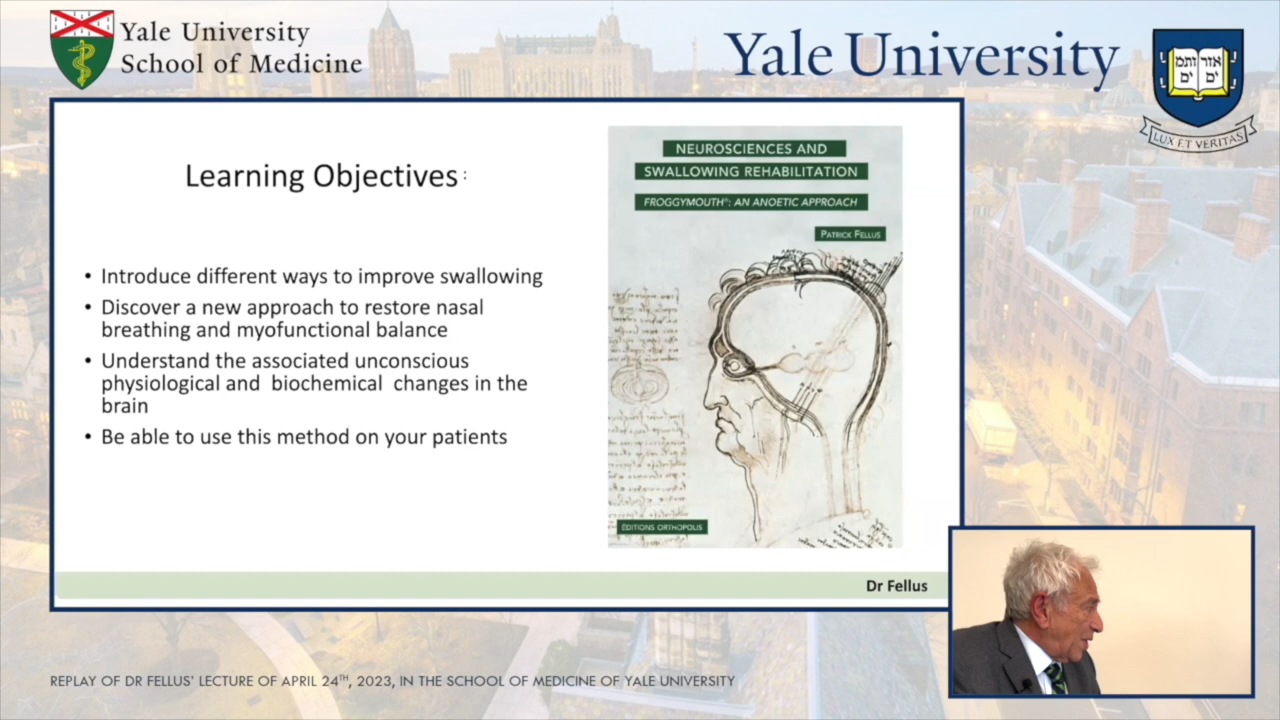 Yale University
School of Medicine
Yale University
אורים
ותמים
LUX ET VERITAS
Learning Objectives :
• Introduce different ways to improve swallowing
• Discover a new approach to restore nasal
breathing and myofunctional balance
• Understand the associated unconscious
physiological and biochemical changes in the
brain
• Be able to use this method on your patients
NEUROSCIENCES AND
SWALLOWING REHABILITATION
FROGGYMOUTH®: AN ANOETIC APPROACH
PATRICK FELLUS
ÉDITIONS ORTHOPOLIS
Dr Fellus
REPLAY OF DR FELLUS' LECTURE OF APRIL 24TH, 2023, IN THE SCHOOL OF MEDICINE OF YALE UNIVERSITY